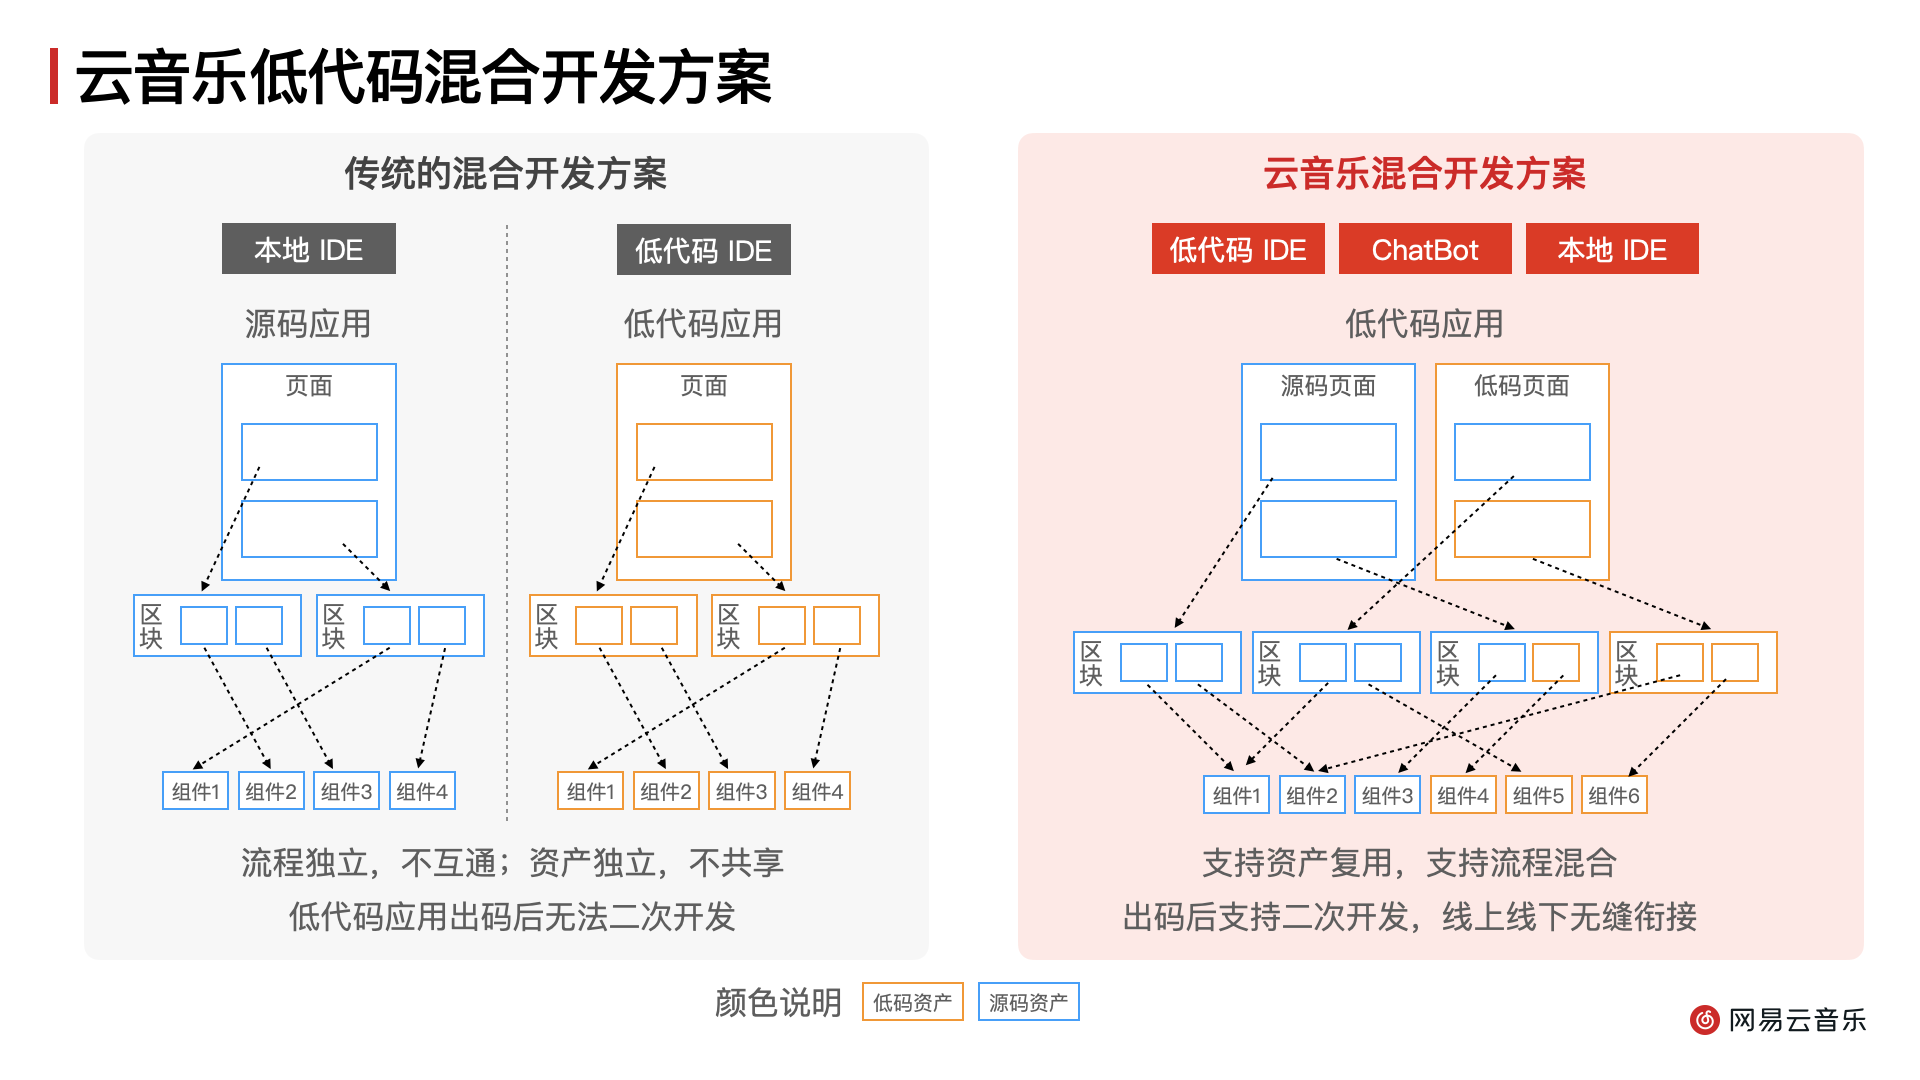 云音乐低代码混合开发方案
传统的混合开发方案
本地 IDE
源码应用
页面
区块
区块
组件1
组件2
组件3
组件4
低代码 IDE
低代码应用
页面
区块
区块
组件1
组件2
组件3
组件4
流程独立，不互通；资产独立，不共享
低代码应用出码后无法二次开发
云音乐混合开发方案
低代码 IDE
ChatBot
本地 IDE
低代码应用
源码页面
低码页面
区块
区块
区块
区块
组件1
组件2
组件3
组件4
组件5
组件6
支持资产复用，支持流程混合
出码后支持二次开发，线上线下无缝衔接
颜色说明
低码资产
源码资产
网易云音乐